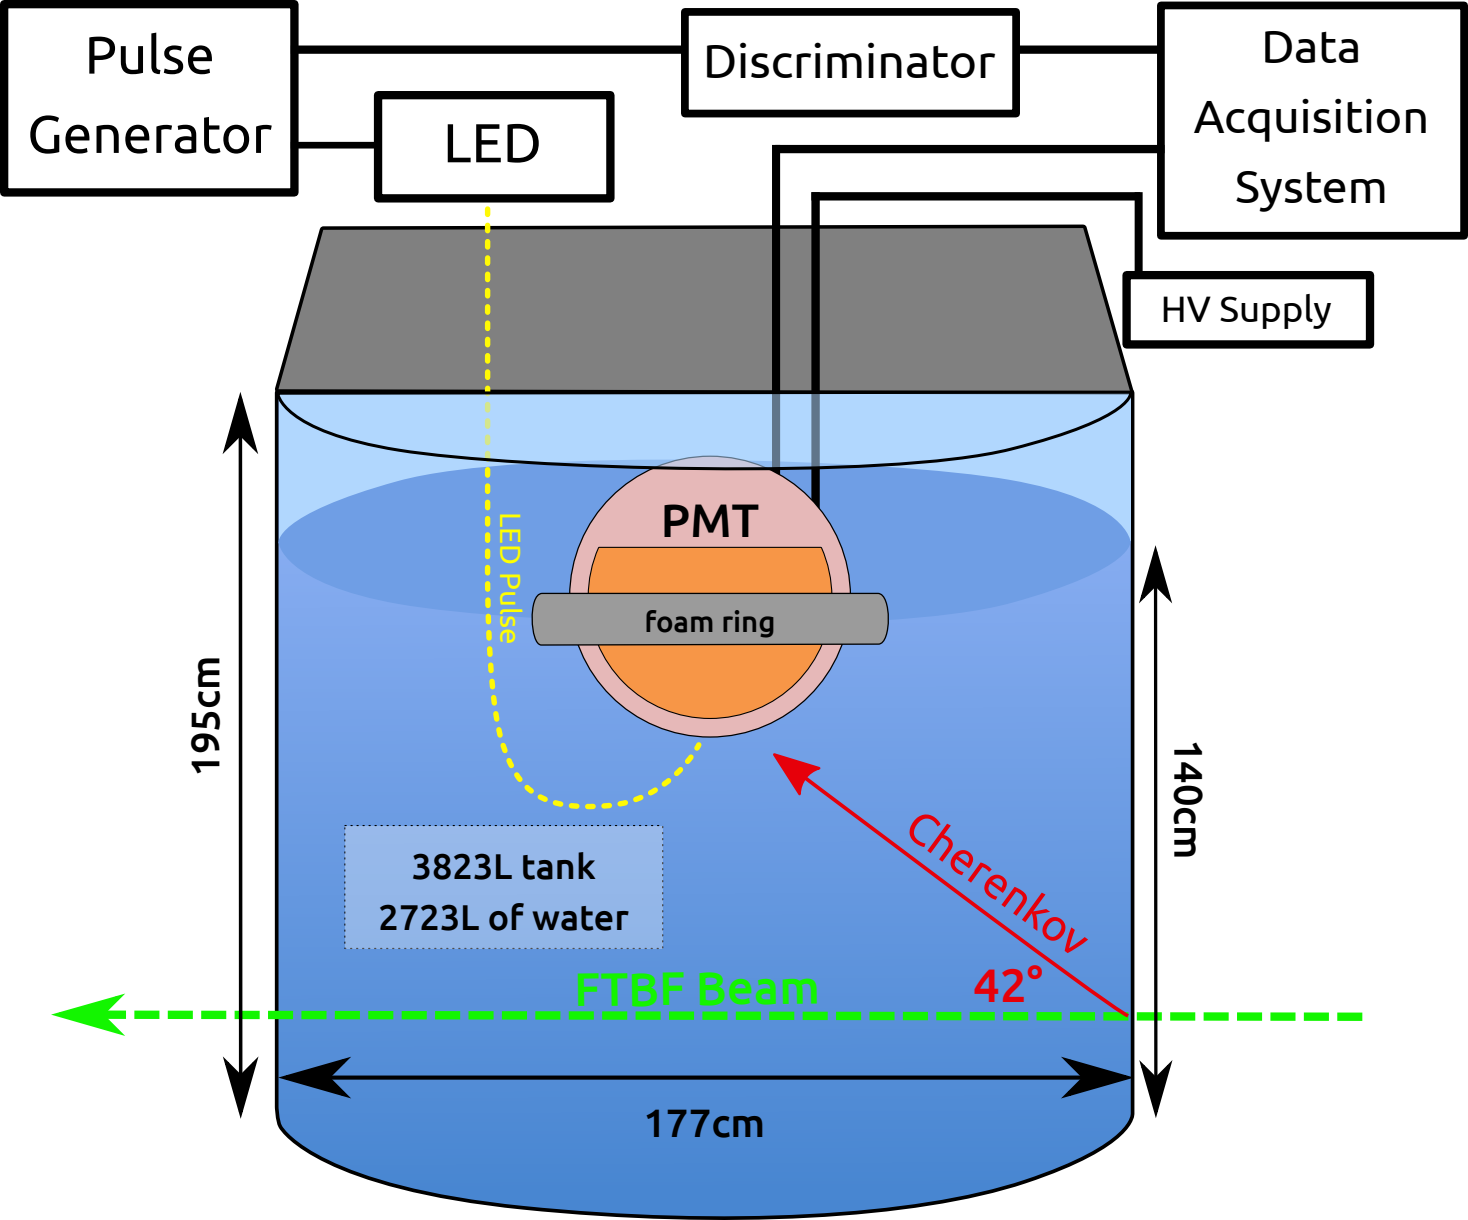 Pulse
Generator
LED
Discriminator
Data
Acquisition
System
HV Supply
PMT
LED Pulse
foam ring
195cm
140cm
Cherenkov
42°
3823L tank
2723L of water
FTBF Beam
177cm